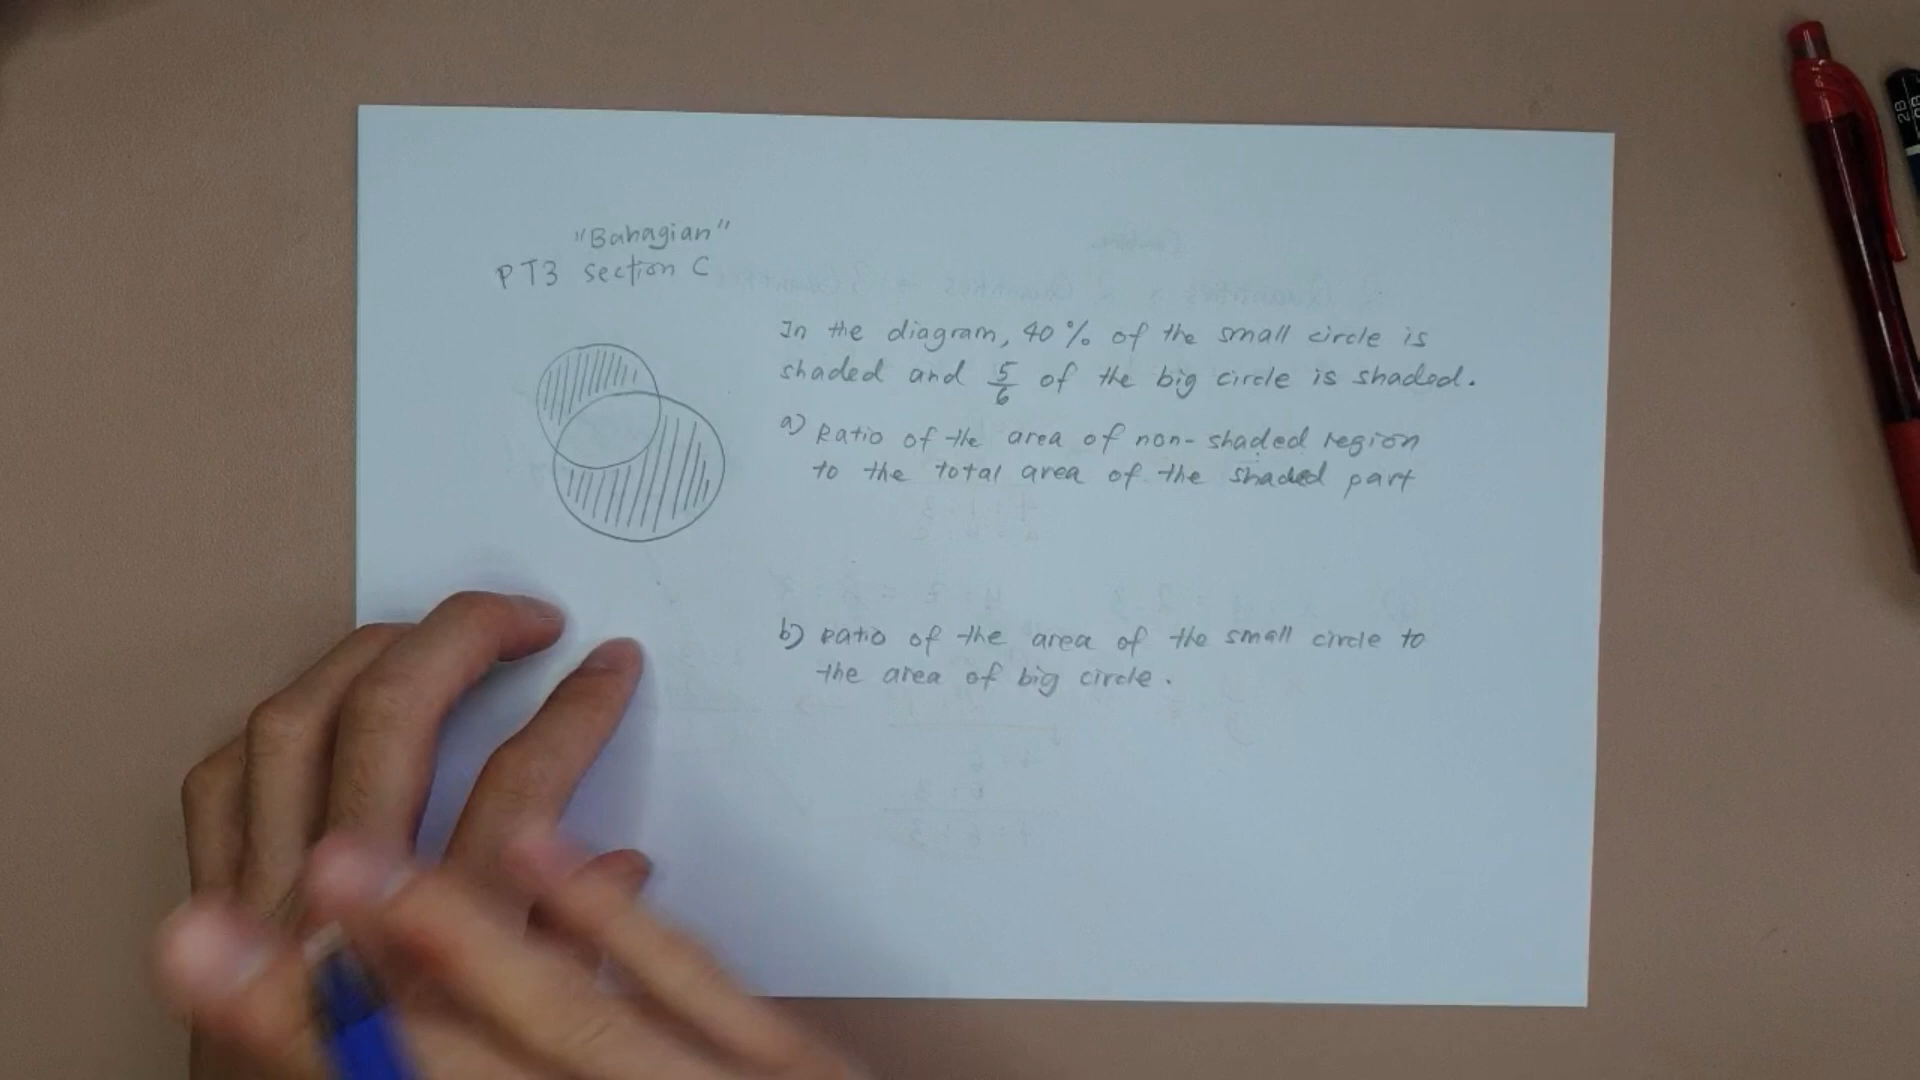 "Bahagian"
PT3 section C
In the diagram, 40% of the small circle is
shaded and 5/6 of the big circle is shaded.
a) Ratio of the area of non-shaded region
to the total area of the shaded part
b) Ratio of the area of the small circle to
the area of big circle.
2B
2B